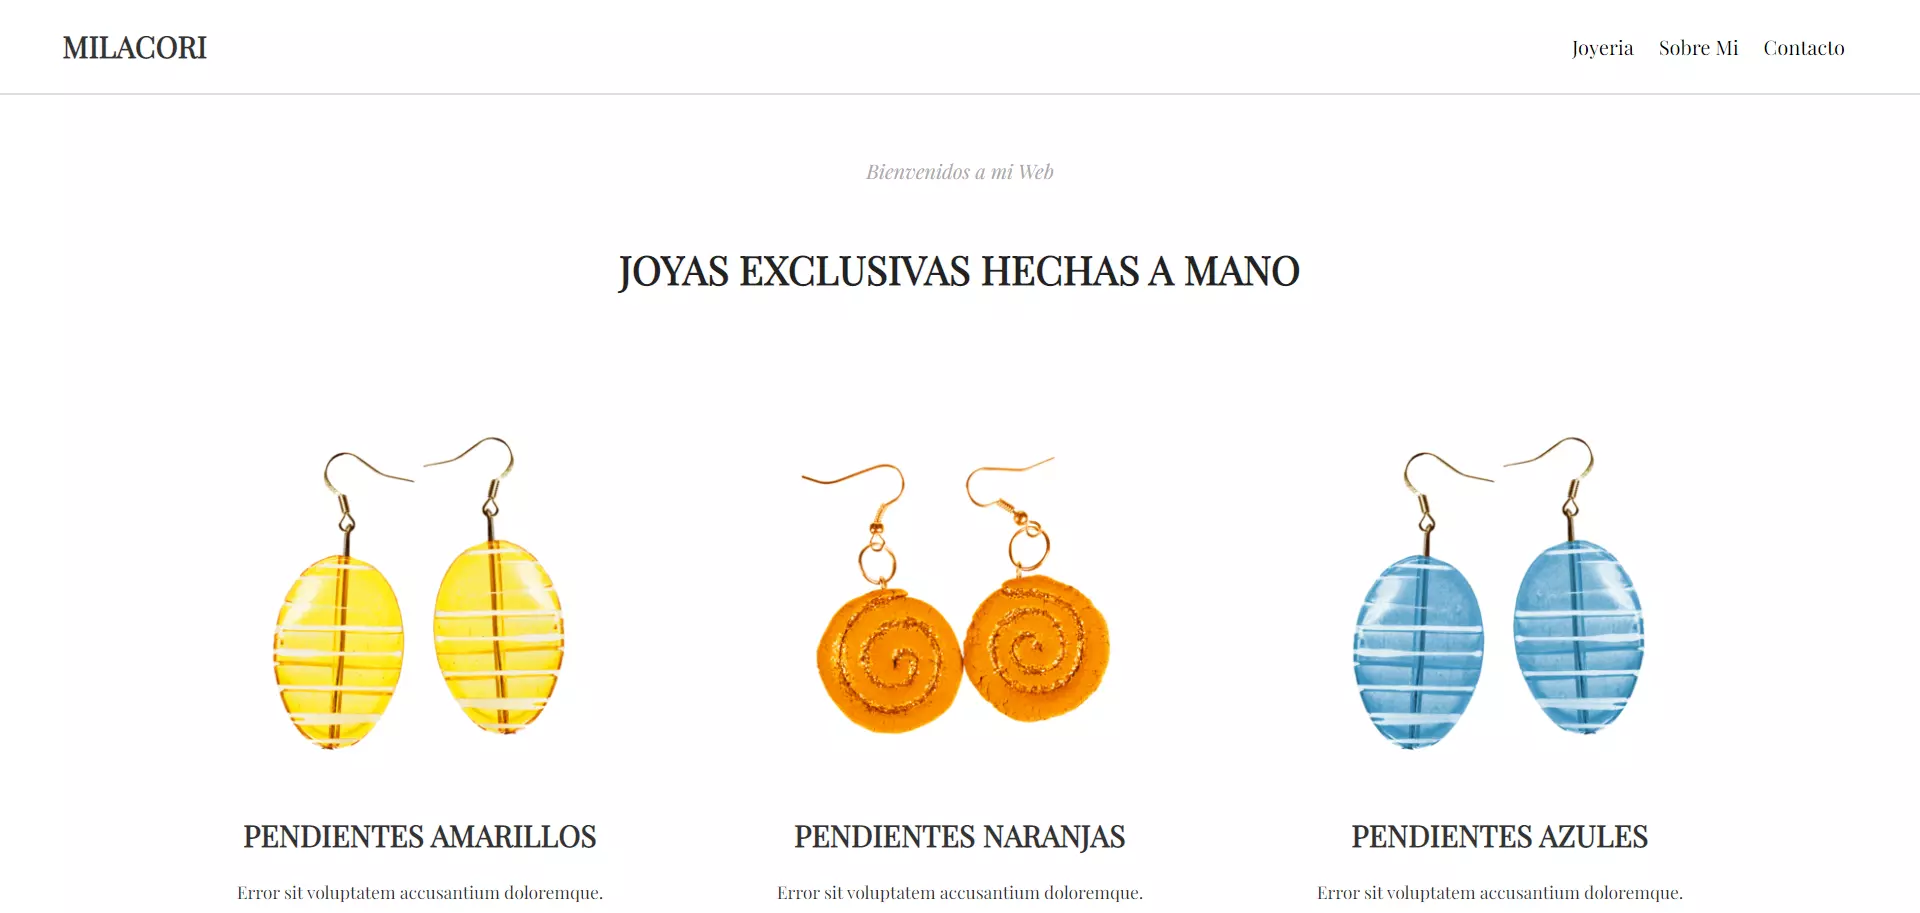 MILACORI
Joyeria Sobre Mi Contacto
Bienvenidos a mi Web
JOYAS EXCLUSIVAS HECHAS A MANO
PENDIENTES AMARILLOS
Error sit voluptatem accusantium doloremque.
PENDIENTES NARANJAS
Error sit voluptatem accusantium doloremque.
PENDIENTES AZULES
Error sit voluptatem accusantium doloremque.